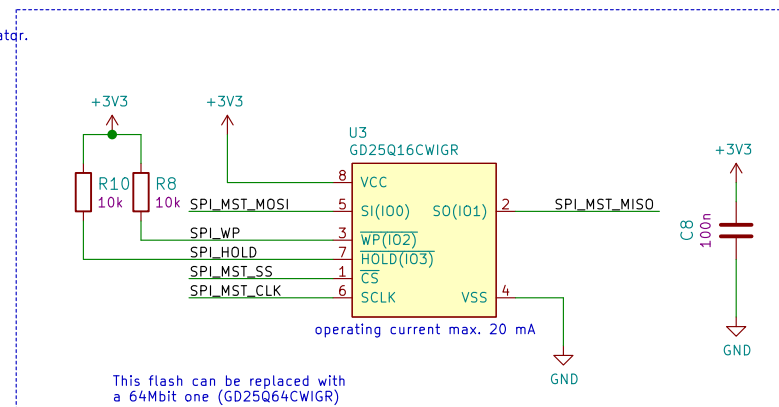 ator.
+3V3
+3V3
U3
GD25Q16CWIGR
+3V3
R10
10k
R8
10k
8
VCC
SPI_MST_MOSI
5
SI(IO0)
SO(IO1)
2
SPI_MST_MISO
SPI_WP
3
WP(IO2)
SPI_HOLD
7
HOLD(IO3)
SPI_MST_SS
1
CS
SPI_MST_CLK
6
SCLK
VSS
4
C8
100n
operating current max. 20 mA
GND
GND
This flash can be replaced with
a 64Mbit one (GD25Q64CWIGR)